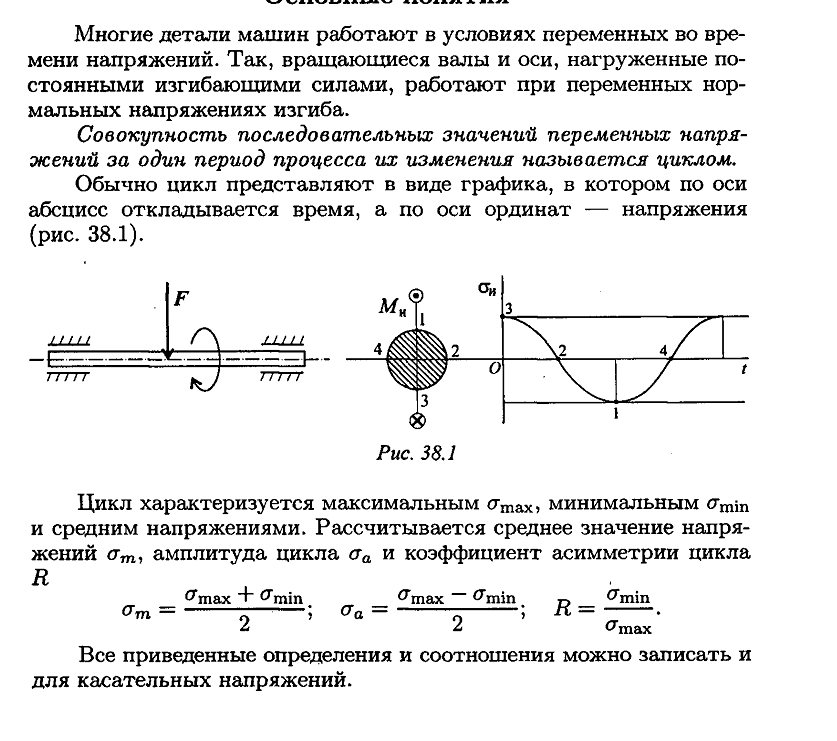 Основные понятия
Многие детали машин работают в условиях переменных во вре-
мени напряжений. Так, вращающиеся валы и оси, нагруженные по-
стоянными изгибающими силами, работают при переменных нор-
мальных напряжениях изгиба.
Совокупность последовательных значений переменных напря-
жений за один период процесса их изменения называется циклом.
Обычно цикл представляют в виде графика, в котором по оси
абсцисс откладывается время, а по оси ординат — напряжения
(рис. 38.1).
F
Mи
1
4
2
3
σи
3
2
4
O
t
1
Рис. 38.1
Цикл характеризуется максимальным σmax, минимальным σmin
и средним напряжениями. Рассчитывается среднее значение напря-
жений σm, амплитуда цикла σa и коэффициент асимметрии цикла
R
σm = (σmax + σmin)/2; σa = (σmax − σmin)/2; R = σmin/σmax.
Все приведенные определения и соотношения можно записать и
для касательных напряжений.